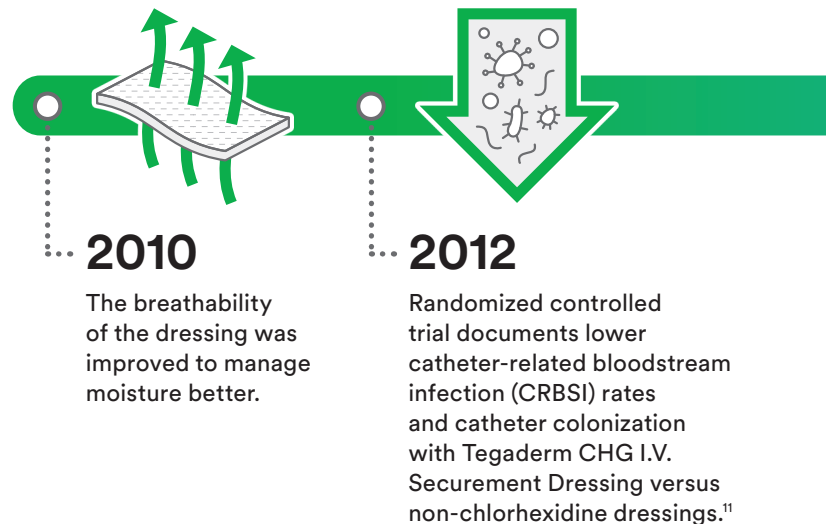 2010
The breathability
of the dressing was
improved to manage
moisture better.
2012
Randomized controlled
trial documents lower
catheter-related bloodstream
infection (CRBSI) rates
and catheter colonization
with Tegaderm CHG I.V.
Securement Dressing versus
non-chlorhexidine dressings.¹¹